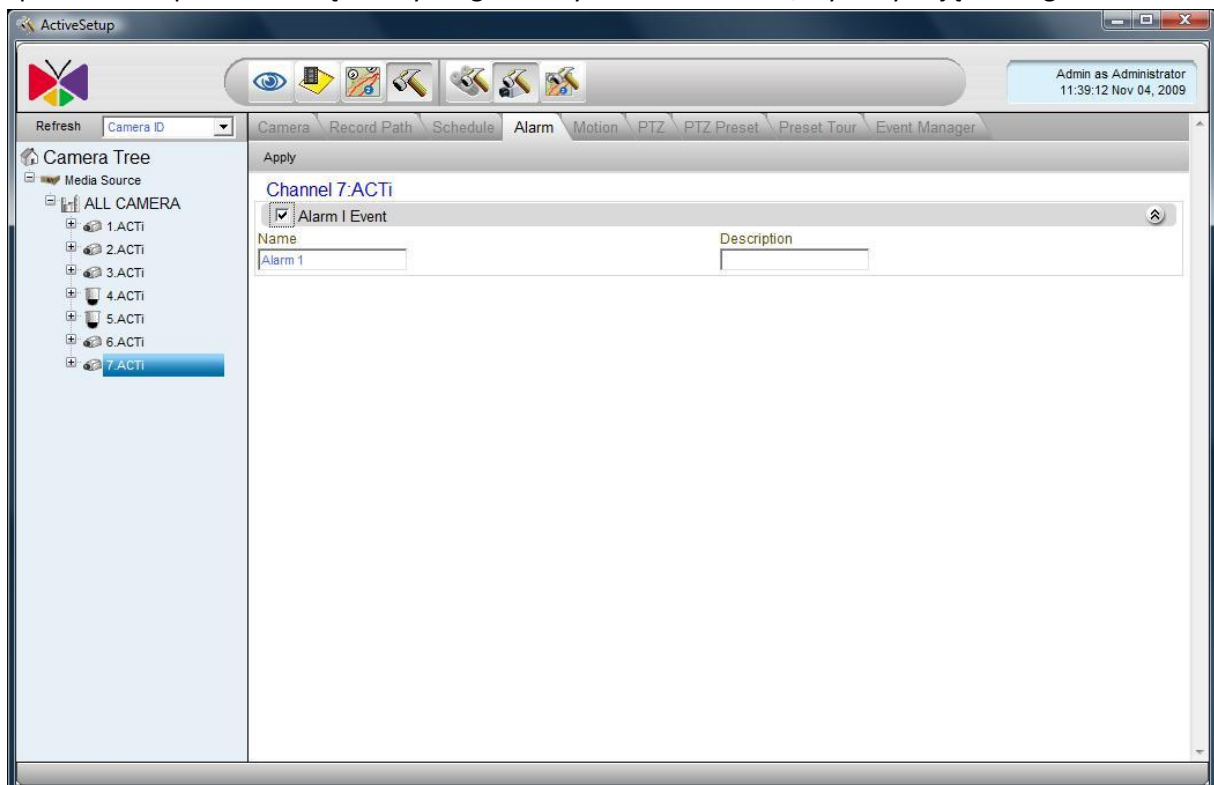 ActiveSetup
Admin as Administrator
11:39:12 Nov 04, 2009
Refresh Camera ID
Camera Record Path Schedule Alarm Motion PTZ PTZ Preset Preset Tour Event Manager
Camera Tree
Apply
Media Source
ALL CAMERA
1.ACTi
2.ACTi
3.ACTi
4.ACTi
5.ACTi
6.ACTi
7.ACTi
Channel 7:ACTi
Alarm I Event
Name Description
Alarm 1